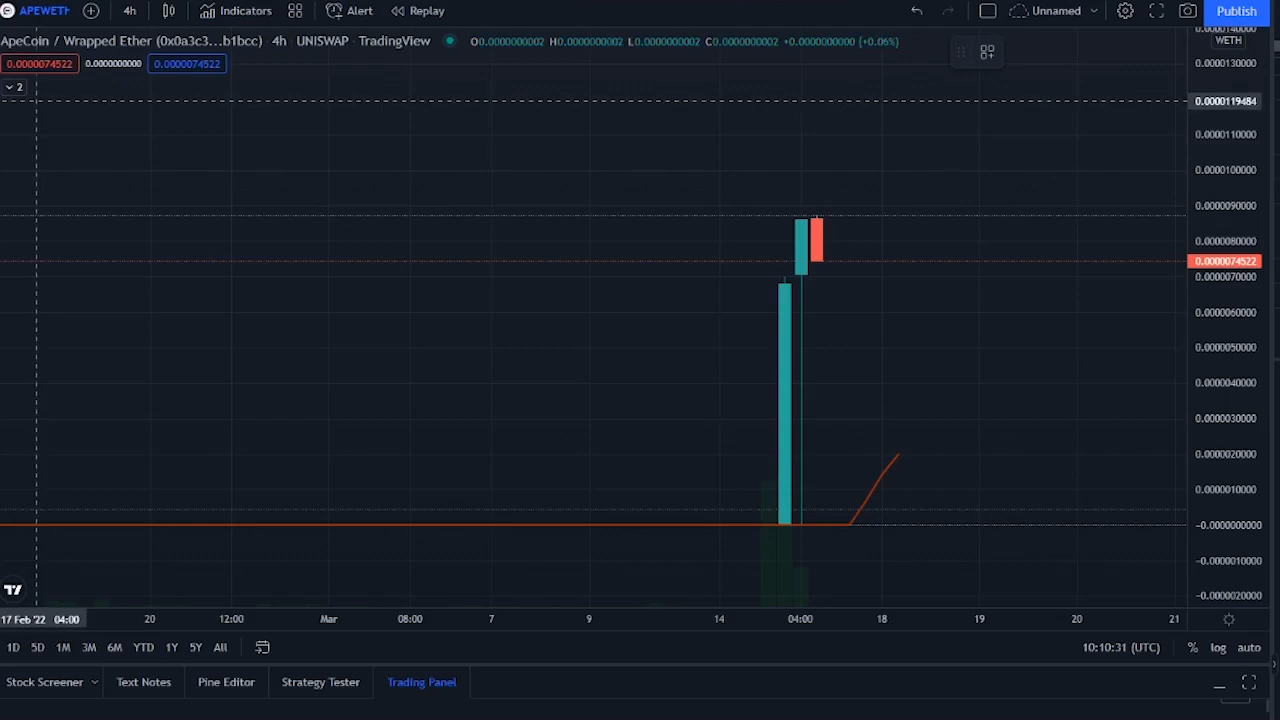 APEWETH 4h Indicators Alert Replay Unnamed Publish
ApeCoin / Wrapped Ether (0x0a3c3...b1bcc) 4h UNISWAP TradingView O0.0000000002 H0.0000000002 L0.0000000002 C0.0000000002 +0.0000000000 (+0.06%)
WETH
0.0000074522 0.000000000 0.0000074522
2
0.0000140000
0.0000130000
0.0000119484
0.0000110000
0.0000100000
0.0000090000
0.0000080000
0.0000074522
0.0000070000
0.0000060000
0.0000050000
0.0000040000
0.0000030000
0.0000020000
0.0000010000
−0.0000000000
−0.0000010000
−0.0000020000
17 Feb '22 04:00 20 12:00 Mar 08:00 7 9 14 04:00 18 19 20 21
1D 5D 1M 3M 6M YTD 1Y 5Y All 10:10:31 (UTC) % log auto
Stock Screener Text Notes Pine Editor Strategy Tester Trading Panel